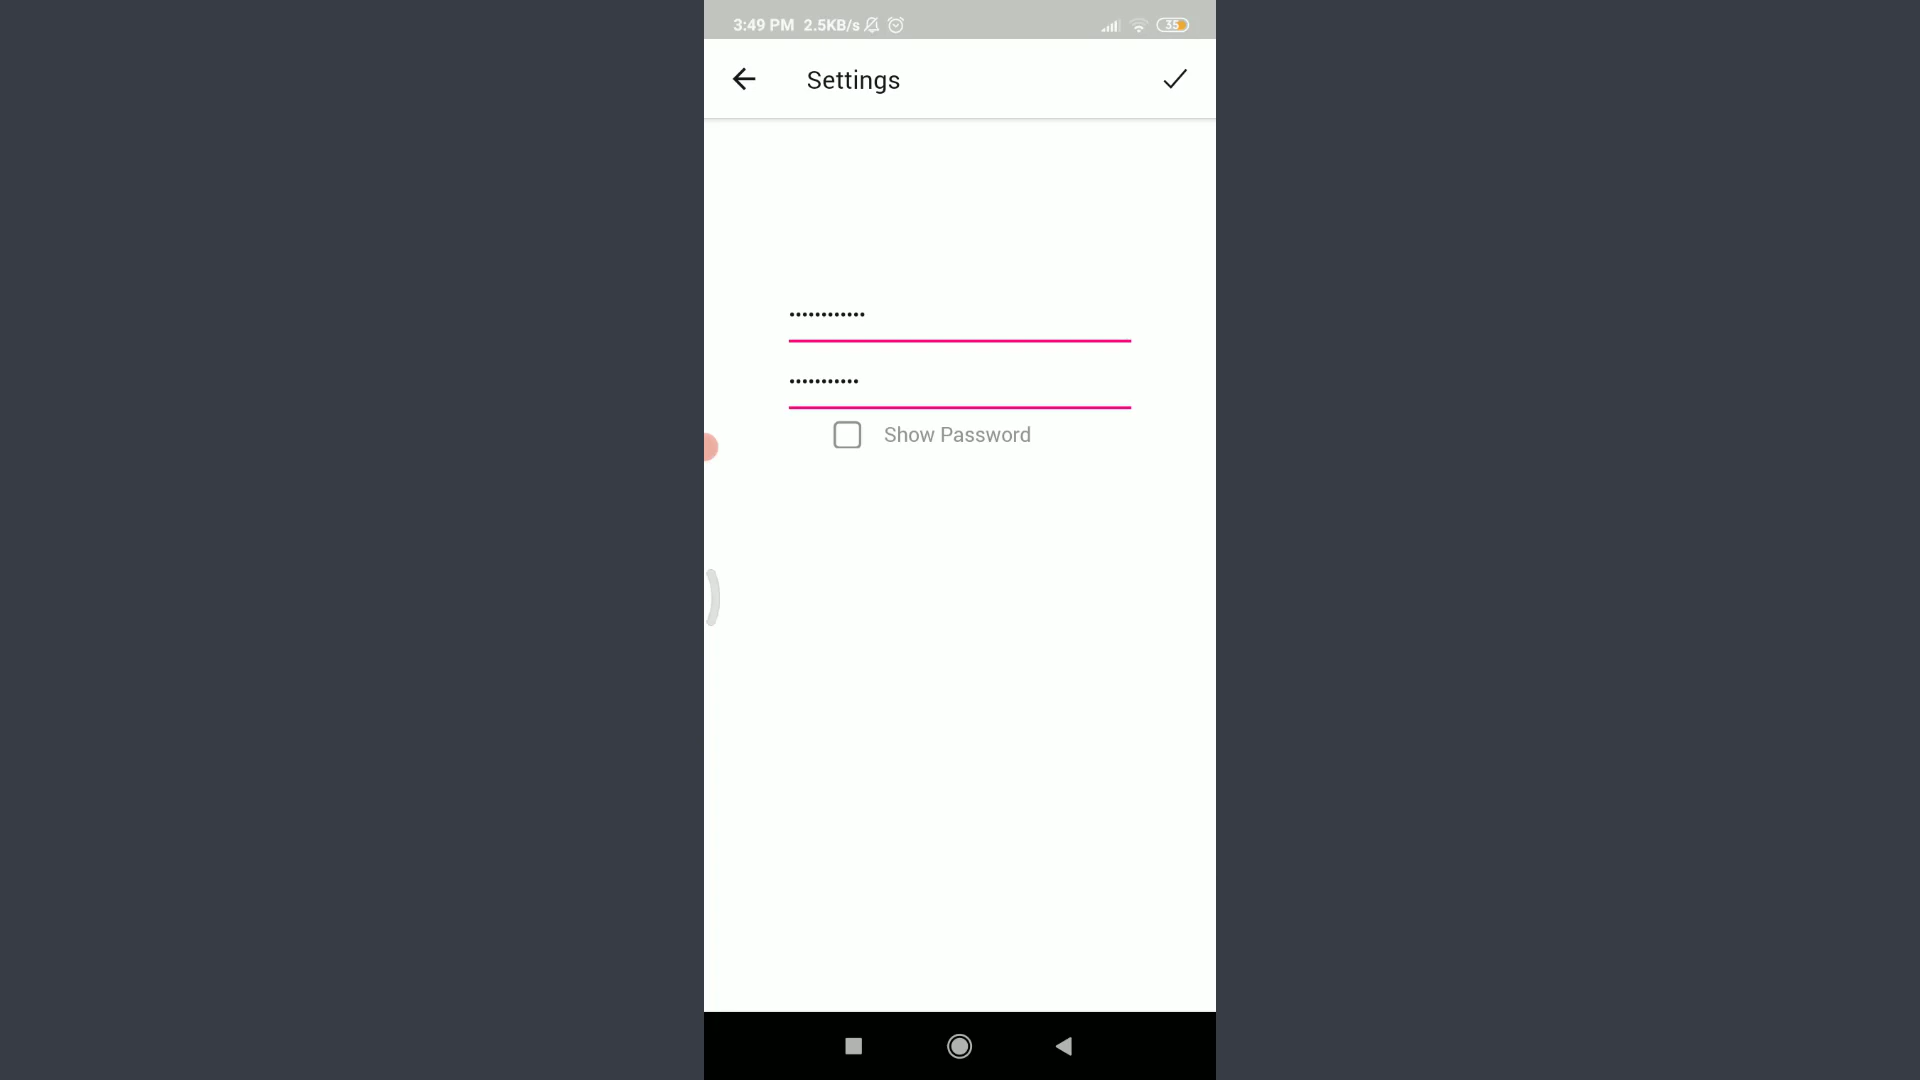 3:49 PM 2.5KB/s 35
Settings
••••••••••••
•••••••••••
Show Password